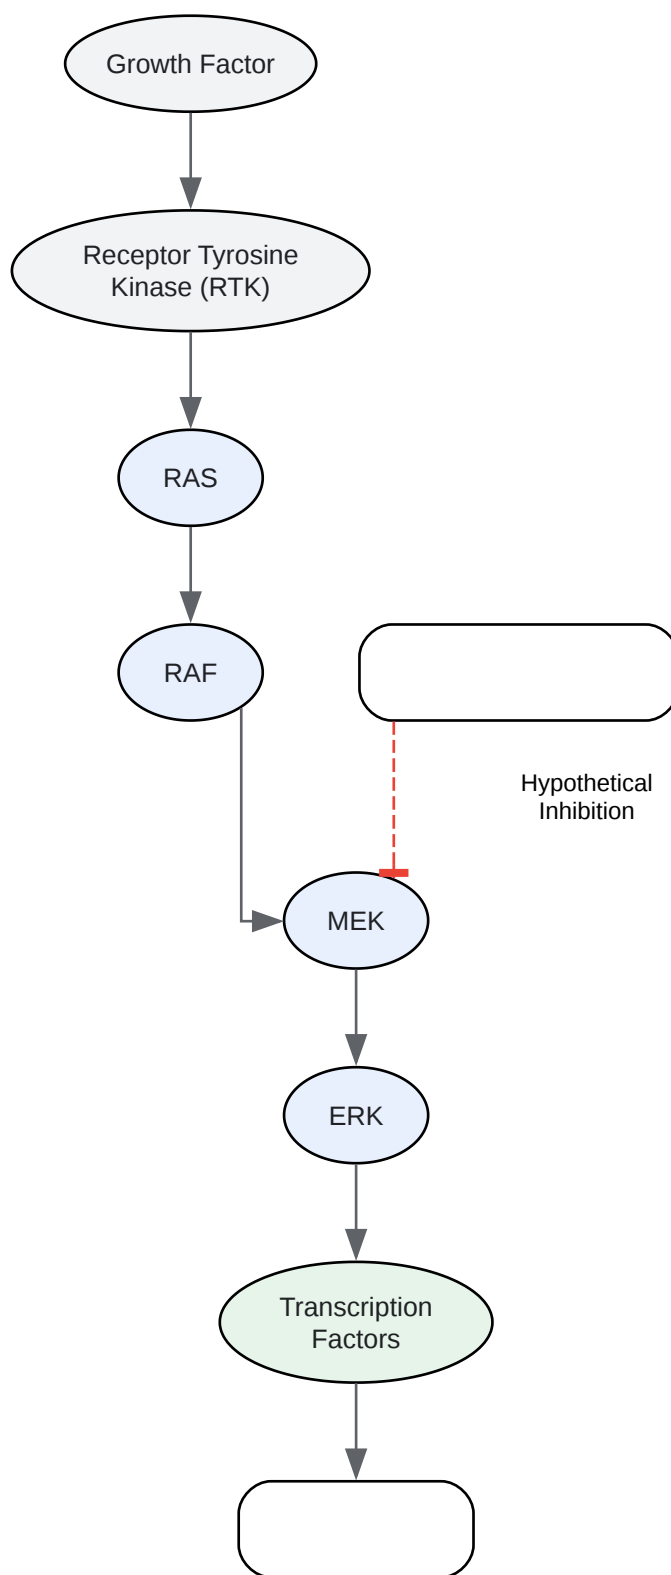 Growth Factor
Receptor Tyrosine
Kinase (RTK)
RAS
RAF
Hypothetical
Inhibition
MEK
ERK
Transcription
Factors